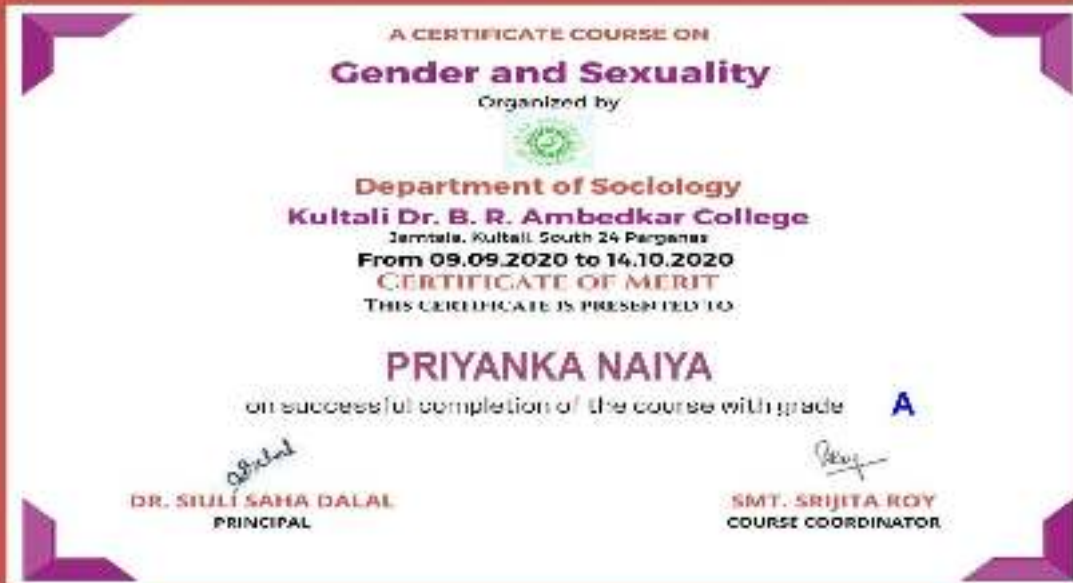 A CERTIFICATE COURSE ON
Gender and Sexuality
Organized by
Department of Sociology
Kultali Dr. B. R. Ambedkar College
Jamtala, Kultali, South 24 Parganas
From 09.09.2020 to 14.10.2020
CERTIFICATE OF MERIT
THIS CERTIFICATE IS PRESENTED TO
PRIYANKA NAIYA
on successful completion of the course with grade A
DR. SIULI SAHA DALAL
PRINCIPAL
SMT. SRIJITA ROY
COURSE COORDINATOR